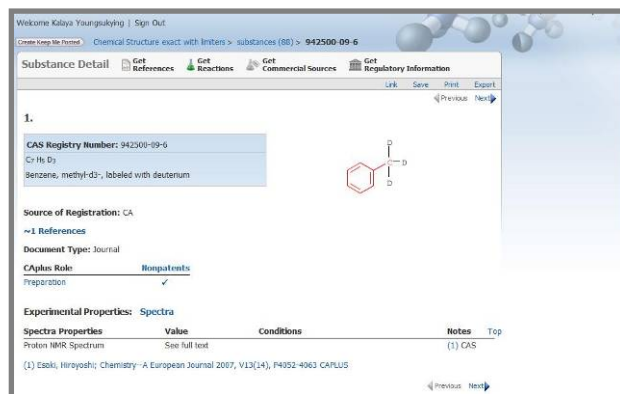 Welcome Kalaya Youngsukying | Sign Out
Create Keep Me Posted Chemical Structure exact with limiters > substances (88) > 942500-09-6
Substance Detail Get References Get Reactions Get Commercial Sources Get Regulatory Information
Link Save Print Export
Previous Next
1.
CAS Registry Number: 942500-09-6
C7 H5 D3
Benzene, methyl-d3-, labeled with deuterium
D
C D
D
Source of Registration: CA
~1 References
Document Type: Journal
CAplus Role Nonpatents
Preparation ✓
Experimental Properties: Spectra
Spectra Properties Value Conditions Notes Top
Proton NMR Spectrum See full text (1) CAS
(1) Esaki, Hiroyoshi; Chemistry--A European Journal 2007, V13(14), P4052-4063 CAPLUS
Previous Next